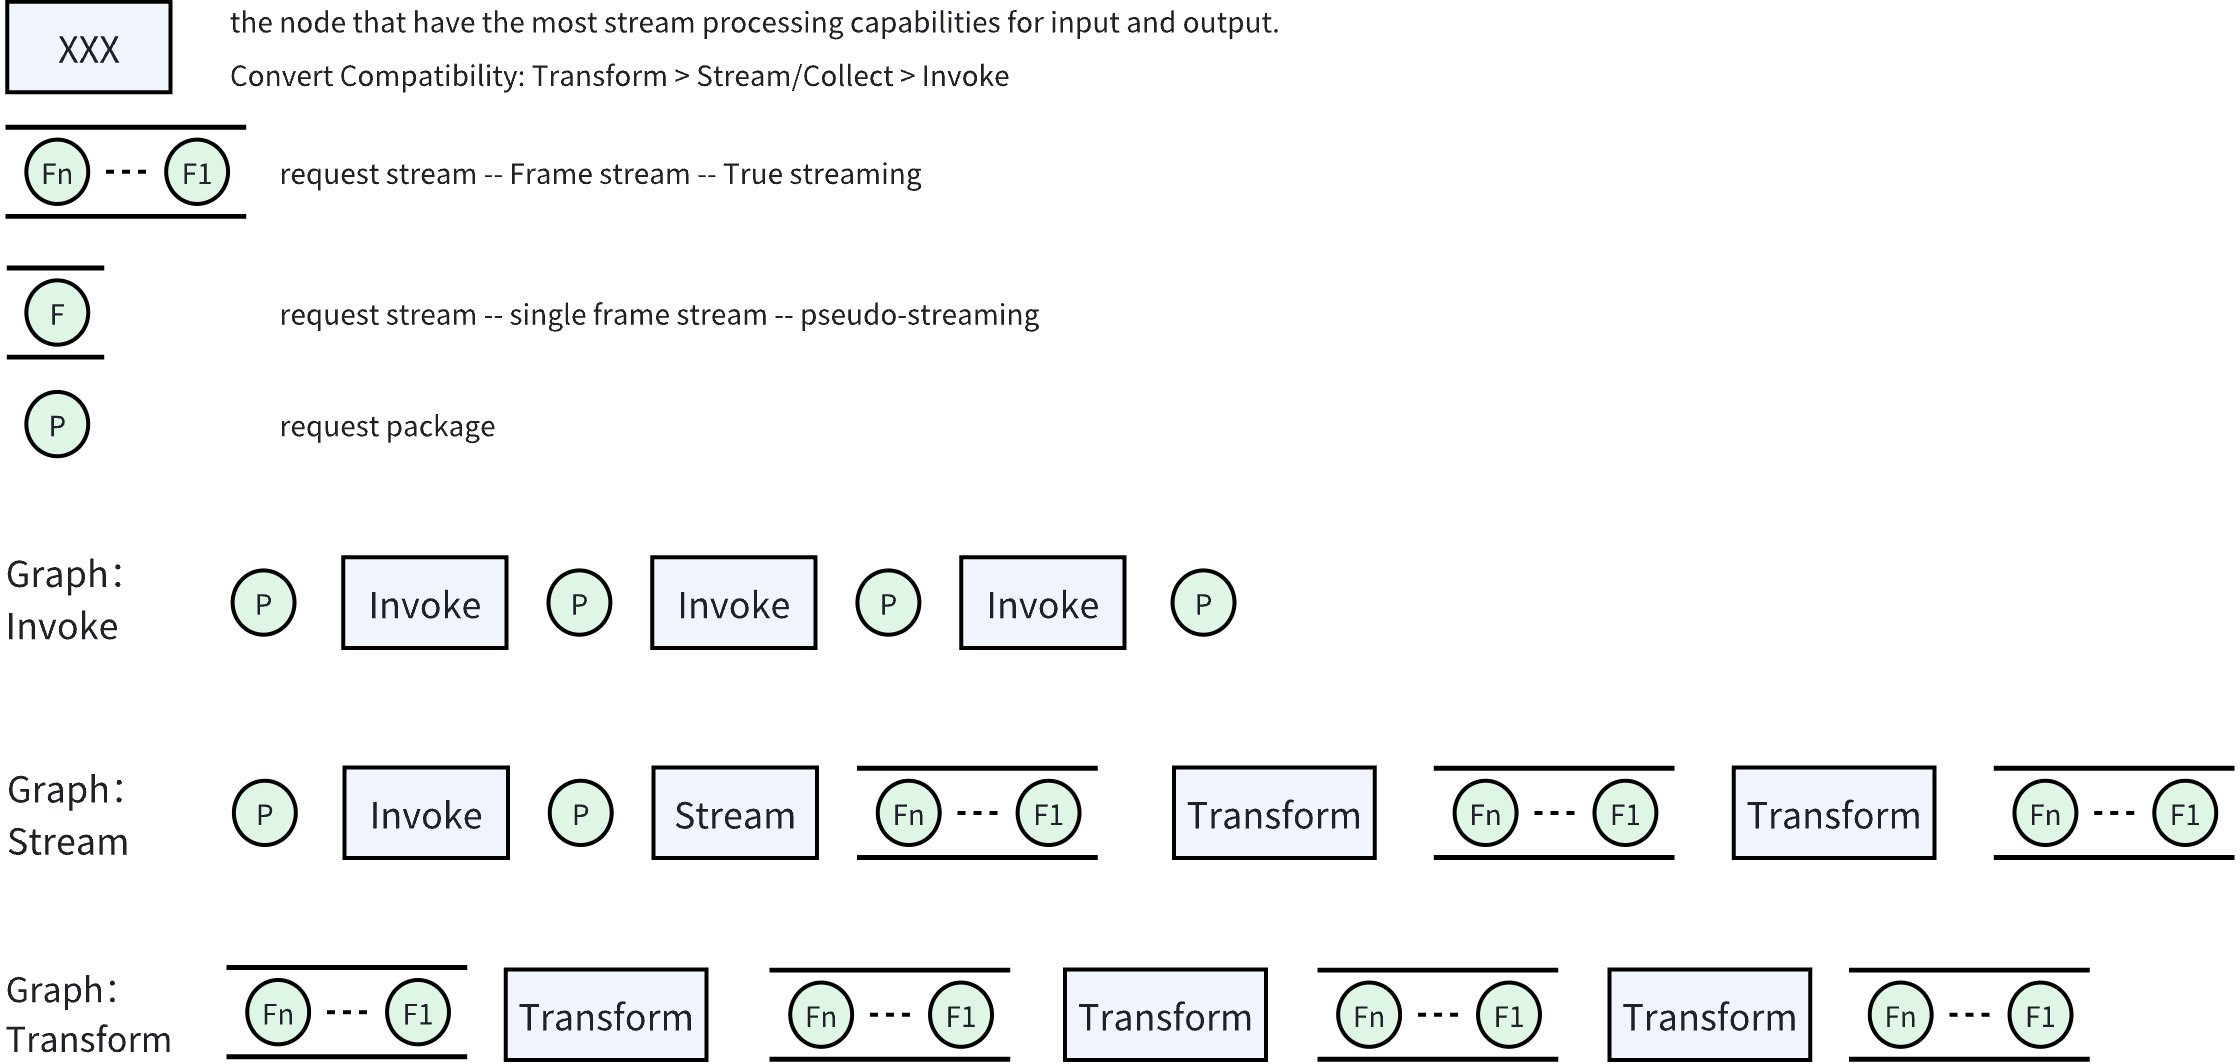 XXX
the node that have the most stream processing capabilities for input and output.
Convert Compatibility: Transform > Stream/Collect > Invoke
Fn --- F1
request stream -- Frame stream -- True streaming
F
request stream -- single frame stream -- pseudo-streaming
P
request package
Graph：
Invoke
P Invoke P Invoke P Invoke P
Graph：
Stream
P Invoke P Stream Fn --- F1 Transform Fn --- F1 Transform Fn --- F1
Graph：
Transform
Fn --- F1 Transform Fn --- F1 Transform Fn --- F1 Transform Fn --- F1